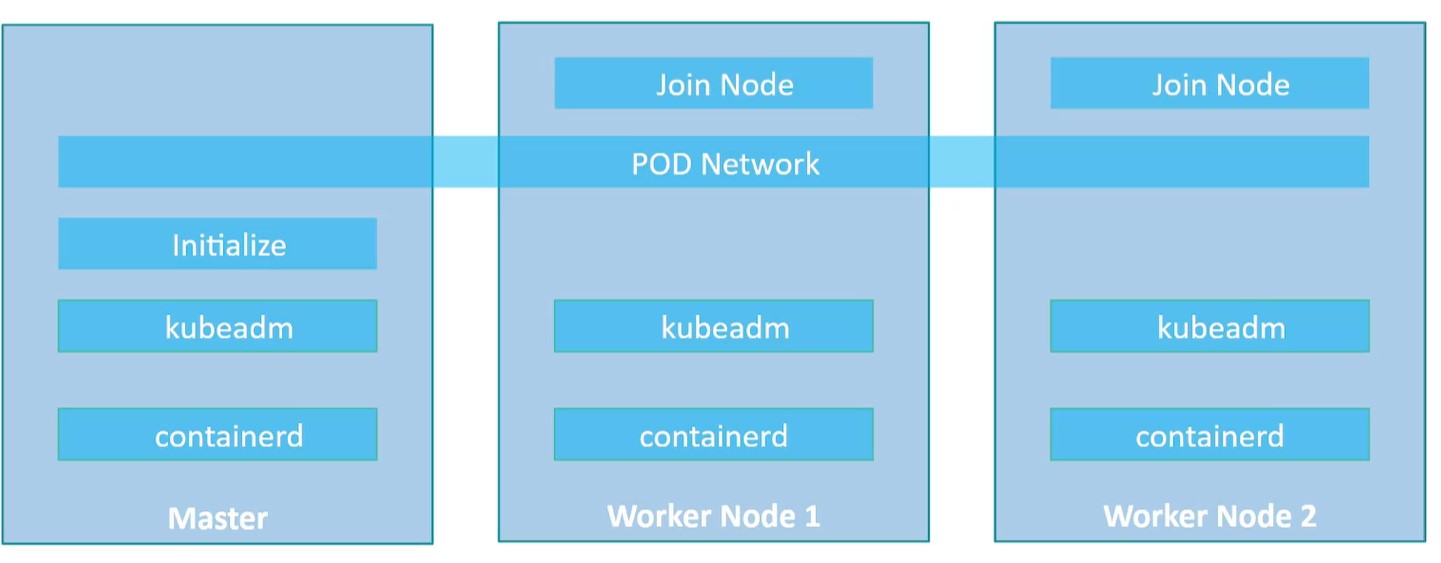 Join Node
Join Node
POD Network
Initialize
kubeadm
kubeadm
kubeadm
containerd
containerd
containerd
Master
Worker Node 1
Worker Node 2